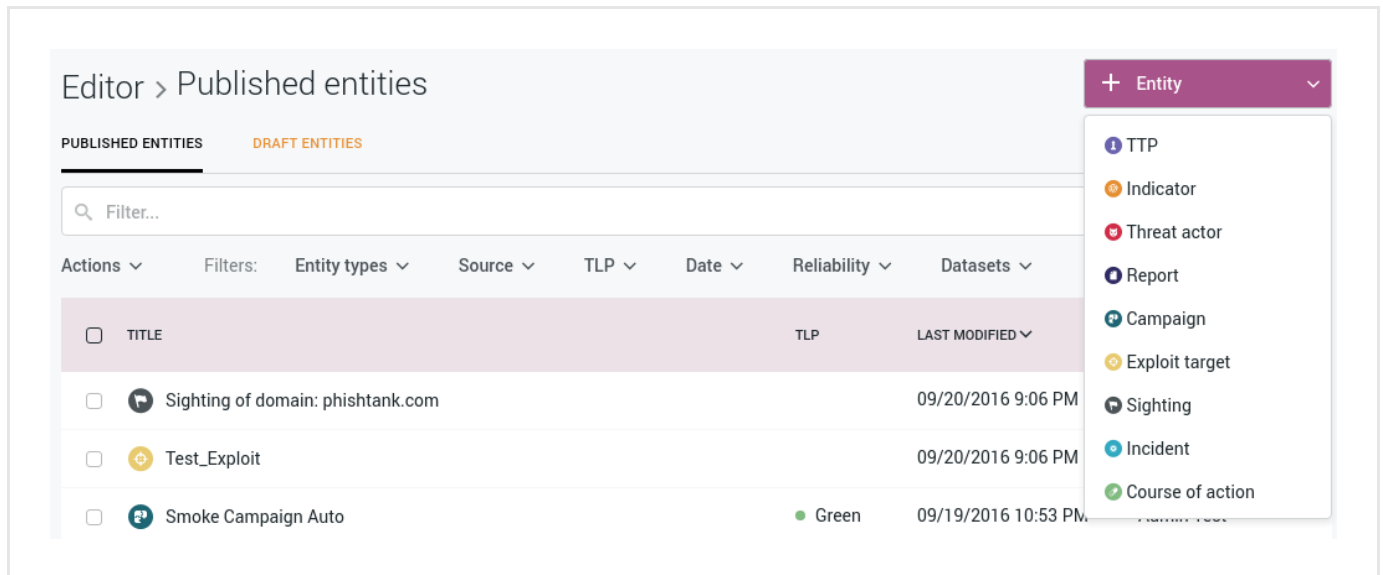 Editor > Published entities
+ Entity
PUBLISHED ENTITIES DRAFT ENTITIES
Filter...
Actions Filters: Entity types Source TLP Date Reliability Datasets
TITLE TLP LAST MODIFIED
Sighting of domain: phishtank.com 09/20/2016 9:06 PM
Test_Exploit 09/20/2016 9:06 PM
Smoke Campaign Auto Green 09/19/2016 10:53 PM
TTP
Indicator
Threat actor
Report
Campaign
Exploit target
Sighting
Incident
Course of action